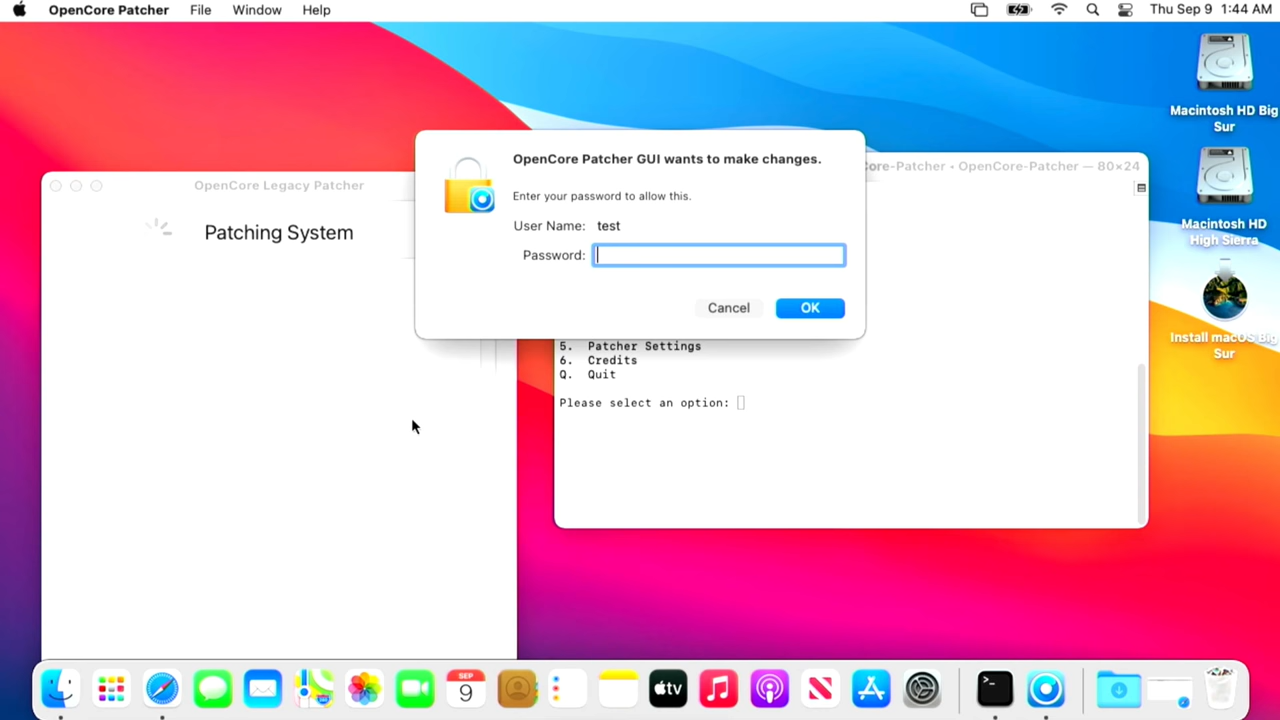 OpenCore Patcher File Window Help Thu Sep 9 1:44 AM
Macintosh HD Big
Sur
Macintosh HD
High Sierra
Install macOS Big
Sur
OpenCore Legacy Patcher
Patching System
OpenCore Patcher GUI wants to make changes.
Enter your password to allow this.
User Name: test
Password:
Cancel OK
Core-Patcher • OpenCore-Patcher — 80×24
5. Patcher Settings
6. Credits
Q. Quit
Please select an option:
SEP
9
tv
>_